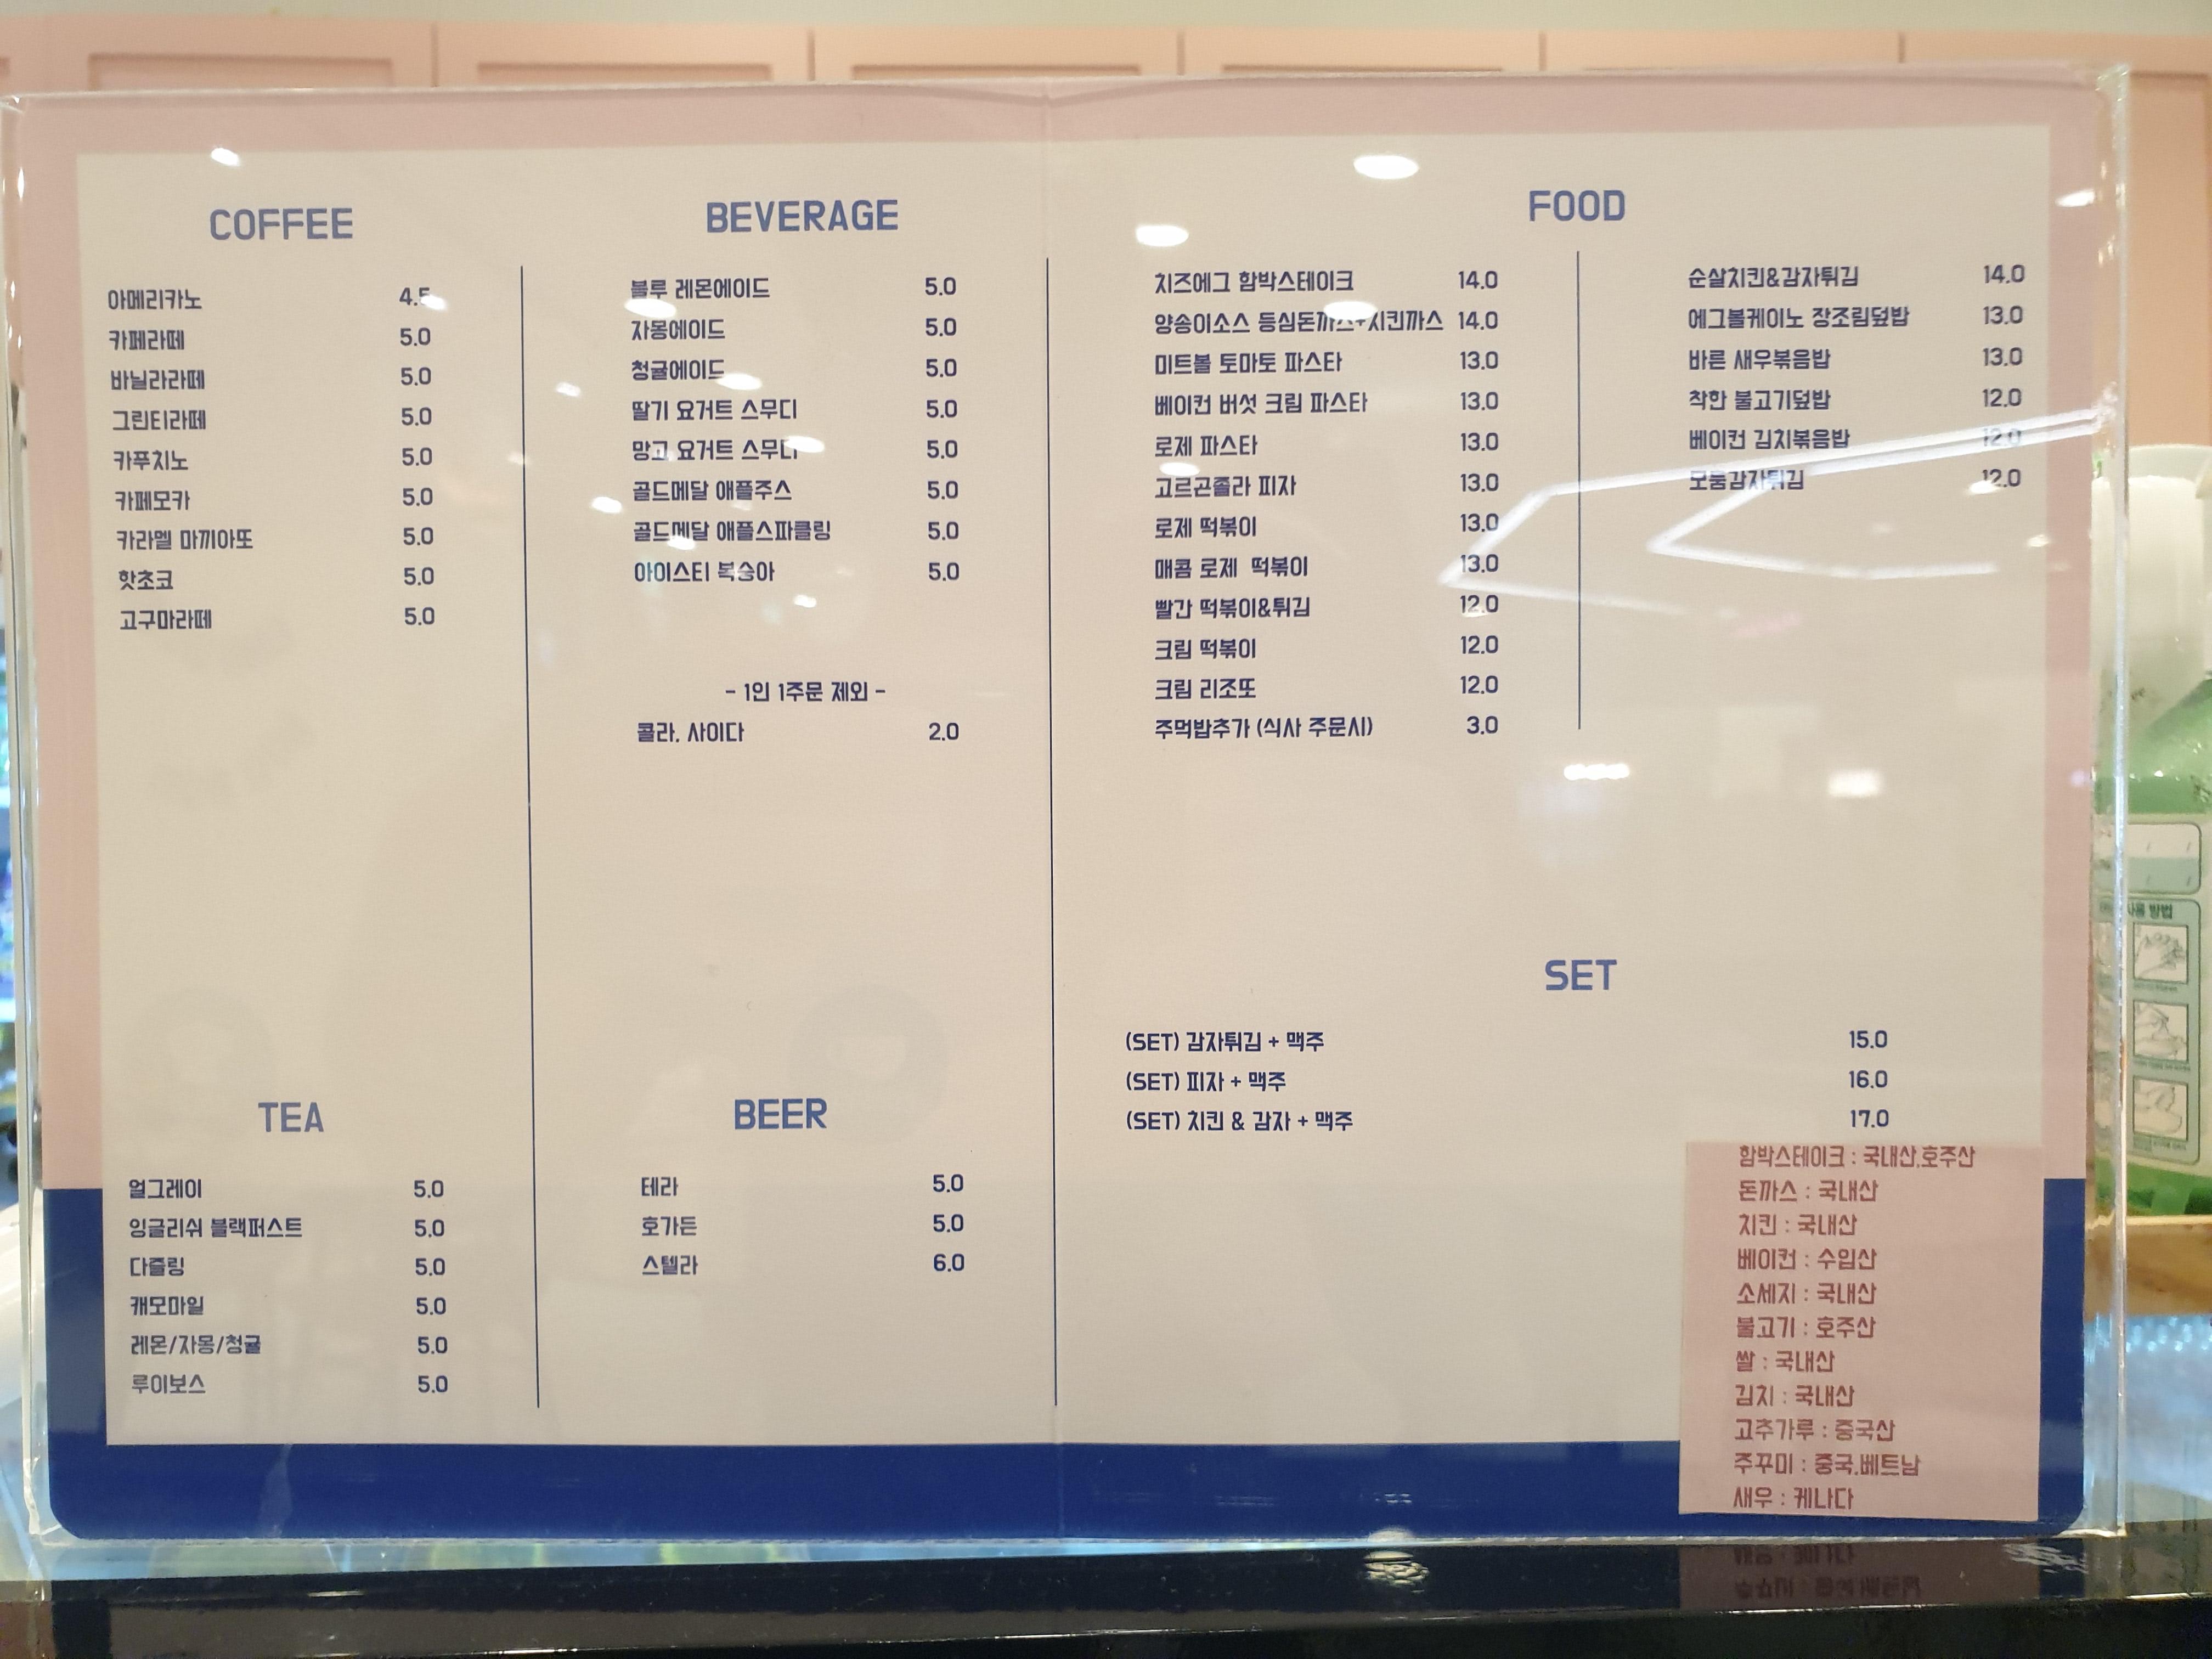 COFFEE
아메리카노 4.5
카페라떼 5.0
바닐라라떼 5.0
그린티라떼 5.0
카푸치노 5.0
카페모카 5.0
카라멜 마끼아또 5.0
핫초코 5.0
고구마라떼 5.0
BEVERAGE
블루 레몬에이드 5.0
자몽에이드 5.0
청귤에이드 5.0
딸기 요거트 스무디 5.0
망고 요거트 스무디 5.0
골드메달 애플주스 5.0
골드메달 애플스파클링 5.0
아이스티 복숭아 5.0
- 1인 1주문 제외 -
콜라, 사이다 2.0
FOOD
치즈에그 함박스테이크 14.0
양송이소스 등심돈까스+치킨까스 14.0
미트볼 토마토 파스타 13.0
베이컨 버섯 크림 파스타 13.0
로제 파스타 13.0
고르곤졸라 피자 13.0
로제 떡볶이 13.0
매콤 로제 떡볶이 13.0
빨간 떡볶이&튀김 12.0
크림 떡볶이 12.0
크림 리조또 12.0
주먹밥추가 (식사 주문시) 3.0
순살치킨&감자튀김 14.0
에그볼케이노 장조림덮밥 13.0
바른 새우볶음밥 13.0
착한 불고기덮밥 12.0
베이컨 김치볶음밥 12.0
모둠감자튀김 12.0
TEA
얼그레이 5.0
잉글리쉬 블랙퍼스트 5.0
다즐링 5.0
캐모마일 5.0
레몬/자몽/청귤 5.0
루이보스 5.0
BEER
테라 5.0
호가든 5.0
스텔라 6.0
SET
(SET) 감자튀김 + 맥주 15.0
(SET) 피자 + 맥주 16.0
(SET) 치킨 & 감자 + 맥주 17.0
함박스테이크 : 국내산,호주산
돈까스 : 국내산
치킨 : 국내산
베이컨 : 수입산
소세지 : 국내산
불고기 : 호주산
쌀 : 국내산
김치 : 국내산
고추가루 : 중국산
주꾸미 : 중국,베트남
새우 : 케나다
방법